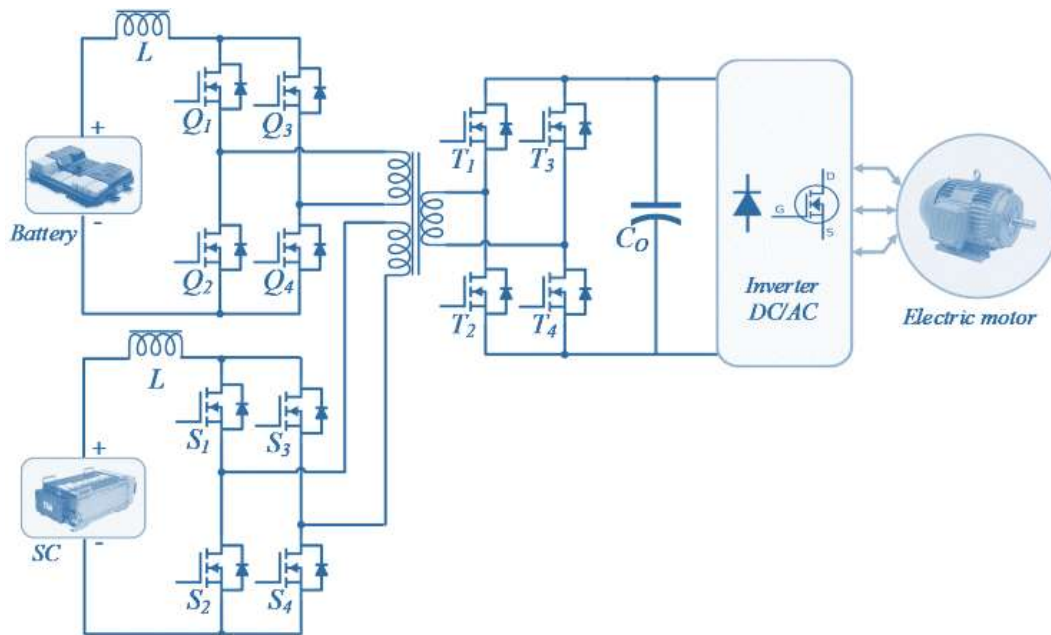 L
Q1
Q3
+
-
Battery
Q2
Q4
T1
T3
CO
T2
T4
D
G
S
Inverter
DC/AC
Electric motor
L
S1
S3
+
-
SC
S2
S4